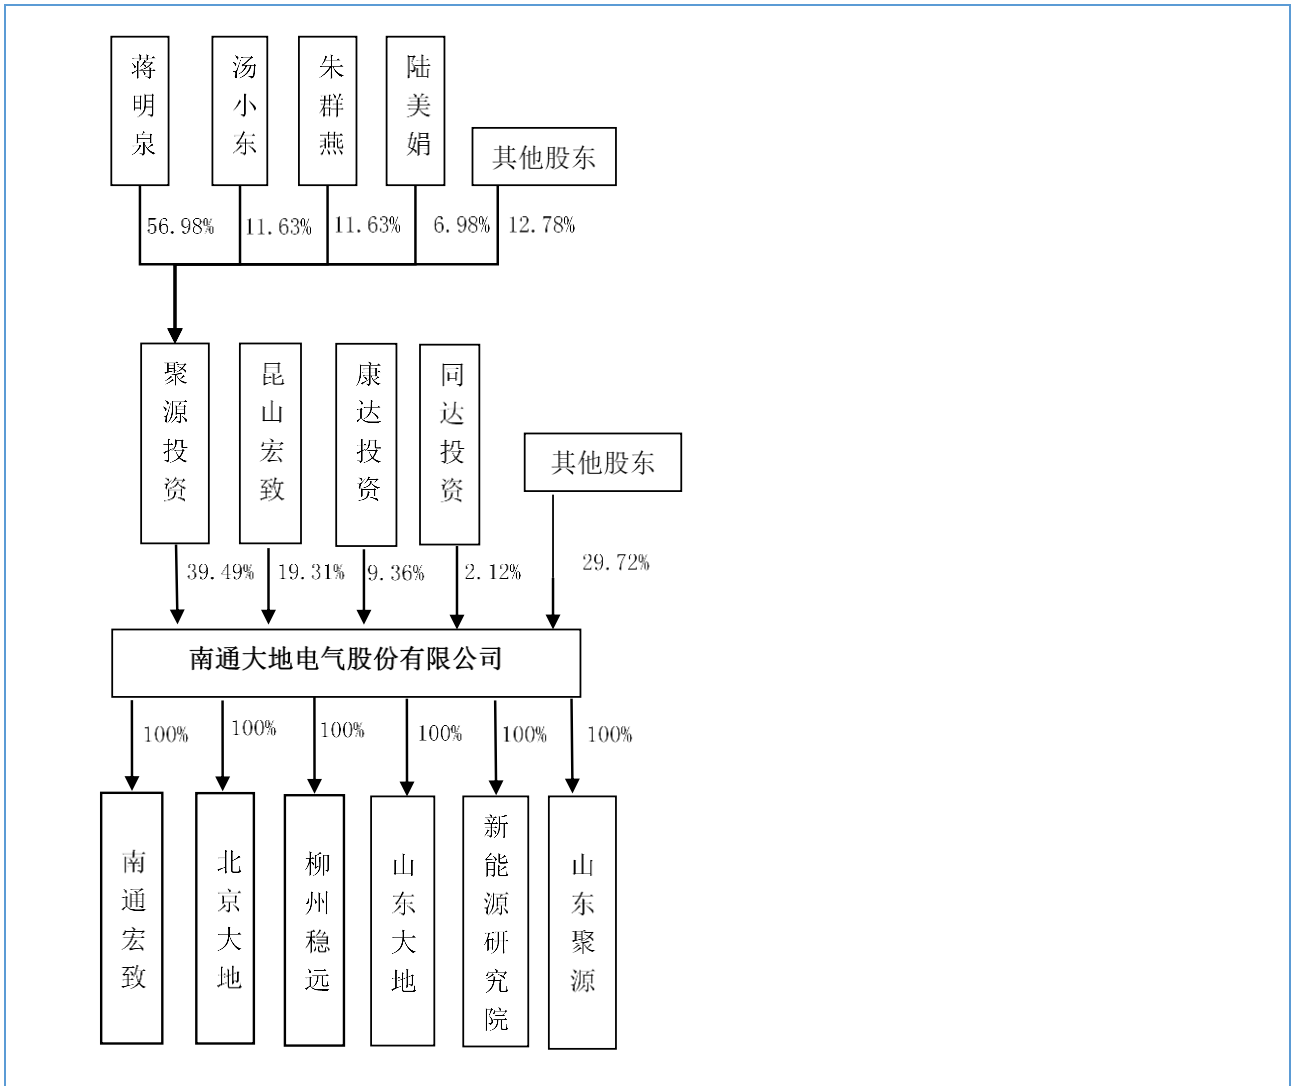 蒋明泉
汤小东
朱群燕
陆美娟
其他股东
56.98%
11.63%
11.63%
6.98%
12.78%
聚源投资
昆山宏致
康达投资
同达投资
其他股东
39.49%
19.31%
9.36%
2.12%
29.72%
南通大地电气股份有限公司
100%
100%
100%
100%
100%
100%
南通宏致
北京大地
柳州稳远
山东大地
新能源研究院
山东聚源